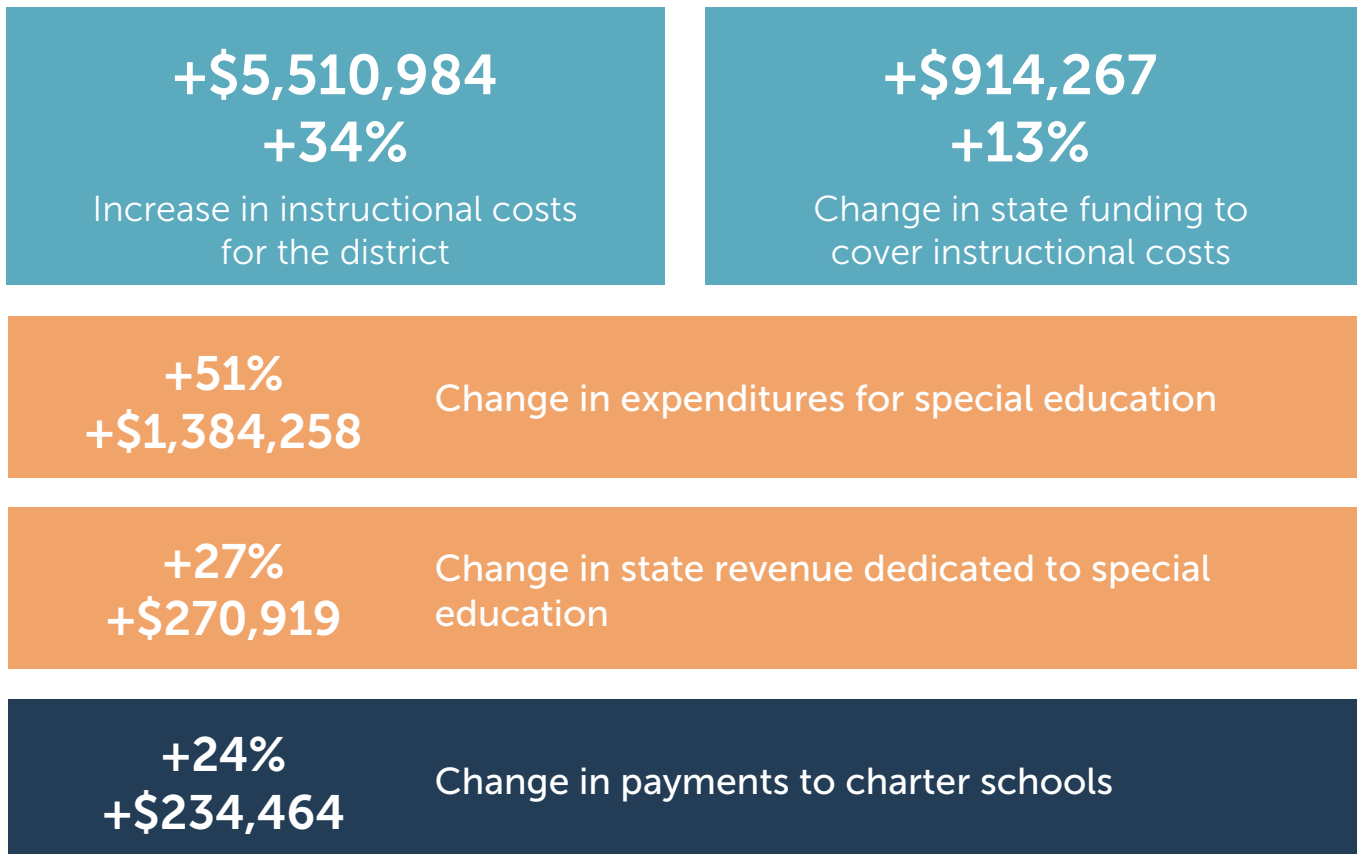 +$5,510,984
+34%
Increase in instructional costs
for the district
+$914,267
+13%
Change in state funding to
cover instructional costs
+51%
+$1,384,258
Change in expenditures for special education
+27%
+$270,919
Change in state revenue dedicated to special
education
+24%
+$234,464
Change in payments to charter schools